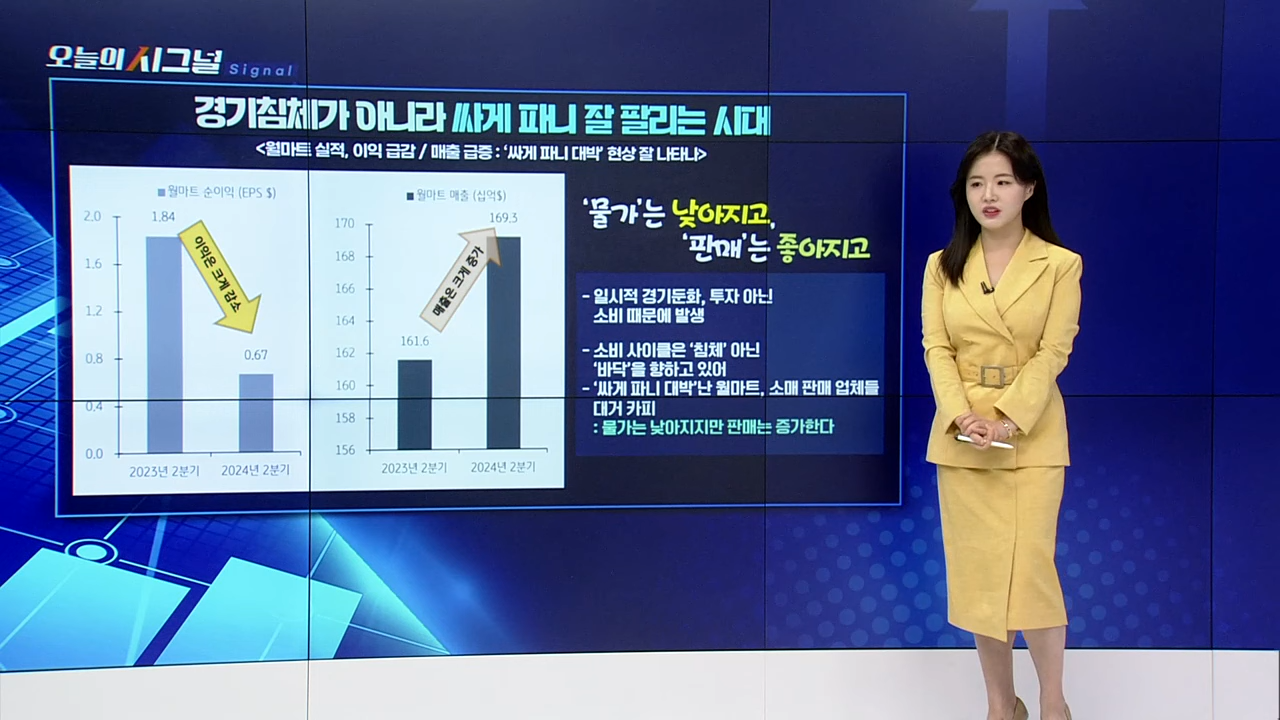 오늘의 시그널 Signal
경기침체가 아니라 싸게 파니 잘 팔리는 시대
<월마트 실적, 이익 급감 / 매출 급증 : ‘싸게 파니 대박’ 현상 잘 나타나>
월마트 순이익 (EPS $)
2.0
1.6
1.2
0.8
0.4
0.0
1.84
이익은 크게 감소
0.67
2023년 2분기
2024년 2분기
월마트 매출 (십억$)
170
168
166
164
162
160
158
156
161.6
매출은 크게 증가
169.3
2023년 2분기
2024년 2분기
‘물가’는 낮아지고,
‘판매’는 좋아지고
- 일시적 경기둔화, 투자 아닌
소비 때문에 발생
- 소비 사이클은 ‘침체’ 아닌
‘바닥’을 향하고 있어
- ‘싸게 파니 대박’난 월마트, 소매 판매 업체들
대거 카피
: 물가는 낮아지지만 판매는 증가한다